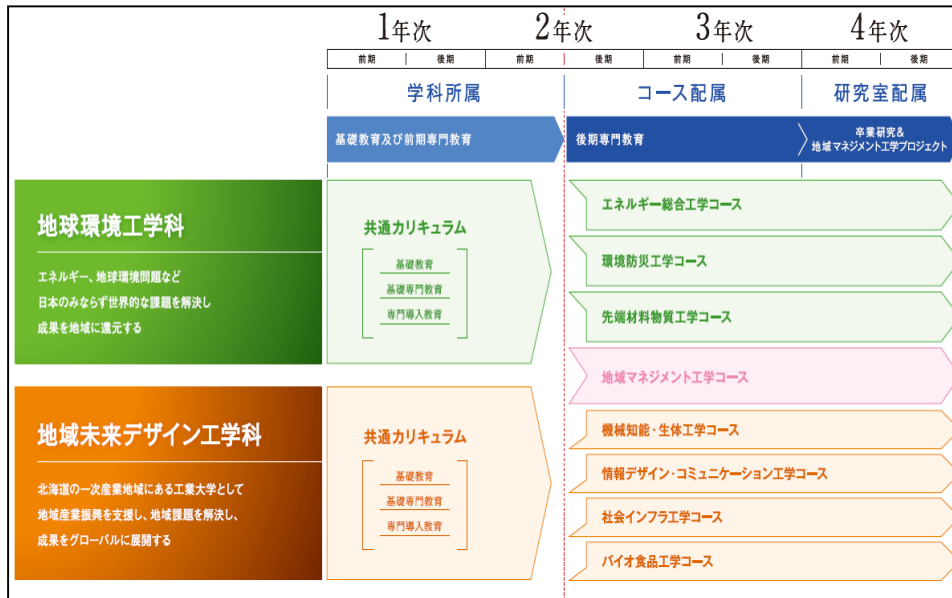 1年次
2年次
3年次
4年次
前期
後期
前期
後期
前期
後期
前期
後期
学科所属
コース配属
研究室配属
基礎教育及び前期専門教育
後期専門教育
卒業研究&
地域マネジメント工学プロジェクト
地球環境工学科
エネルギー、地球環境問題など
日本のみならず世界的な課題を解決し
成果を地域に還元する
共通カリキュラム
基礎教育
基礎専門教育
専門導入教育
エネルギー総合工学コース
環境防災工学コース
先端材料物質工学コース
地域マネジメント工学コース
地域未来デザイン工学科
北海道の一次産業地域にある工業大学として
地域産業振興を支援し、地域課題を解決し、
成果をグローバルに展開する
共通カリキュラム
基礎教育
基礎専門教育
専門導入教育
機械知能・生体工学コース
情報デザイン・コミュニケーション工学コース
社会インフラ工学コース
バイオ食品工学コース